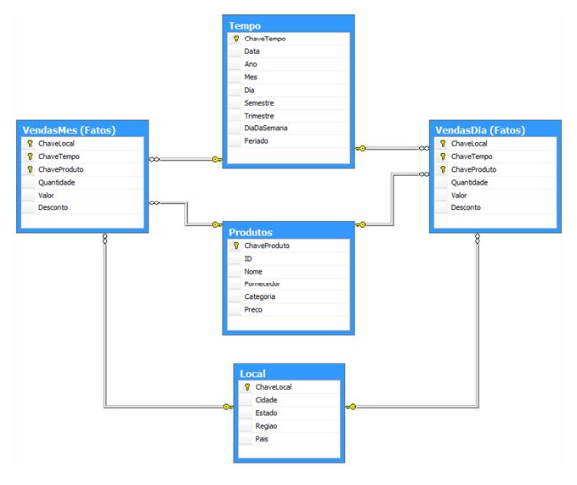 Tempo
ChaveTempo
Data
Ano
Mes
Dia
Semestre
Trimestre
DiaDaSemana
Feriado
VendasMes (Fatos)
ChaveLocal
ChaveTempo
ChaveProduto
Quantidade
Valor
Desconto
VendasDia (Fatos)
ChaveLocal
ChaveTempo
ChaveProduto
Quantidade
Valor
Desconto
Produtos
ChaveProduto
ID
Nome
Fornecedor
Categoria
Preco
Local
ChaveLocal
Cidade
Estado
Regiao
Pais